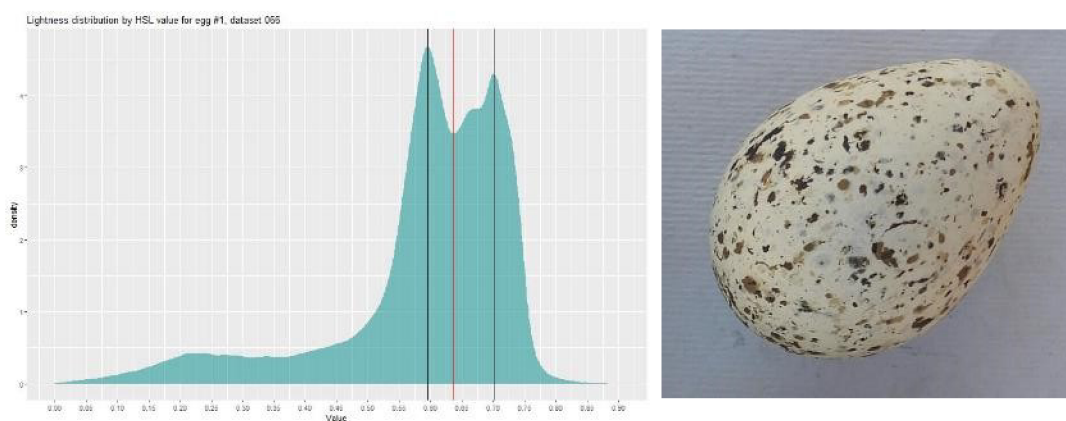 Lightness distribution by HSL value for egg #1, dataset 066
density
4
3
2
1
0
0.00 0.05 0.10 0.15 0.20 0.25 0.30 0.35 0.40 0.45 0.50 0.55 0.60 0.65 0.70 0.75 0.80 0.85 0.90
Value